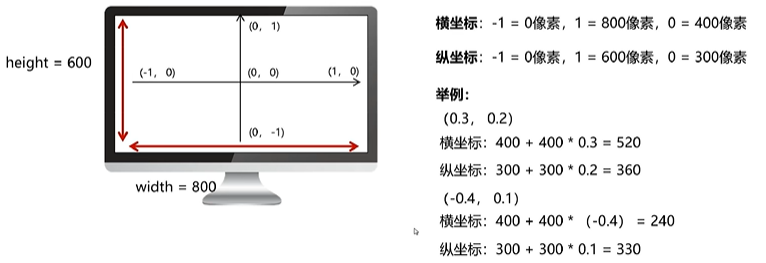 height = 600
(0, 1)
(-1, 0)
(0, 0)
(1, 0)
(0, -1)
width = 800
横坐标：-1 = 0像素，1 = 800像素，0 = 400像素
纵坐标：-1 = 0像素，1 = 600像素，0 = 300像素
举例：
（0.3， 0.2）
横坐标：400 + 400 * 0.3 = 520
纵坐标：300 + 300 * 0.2 = 360
（-0.4， 0.1）
横坐标：400 + 400 * （-0.4） = 240
纵坐标：300 + 300 * 0.1 = 330